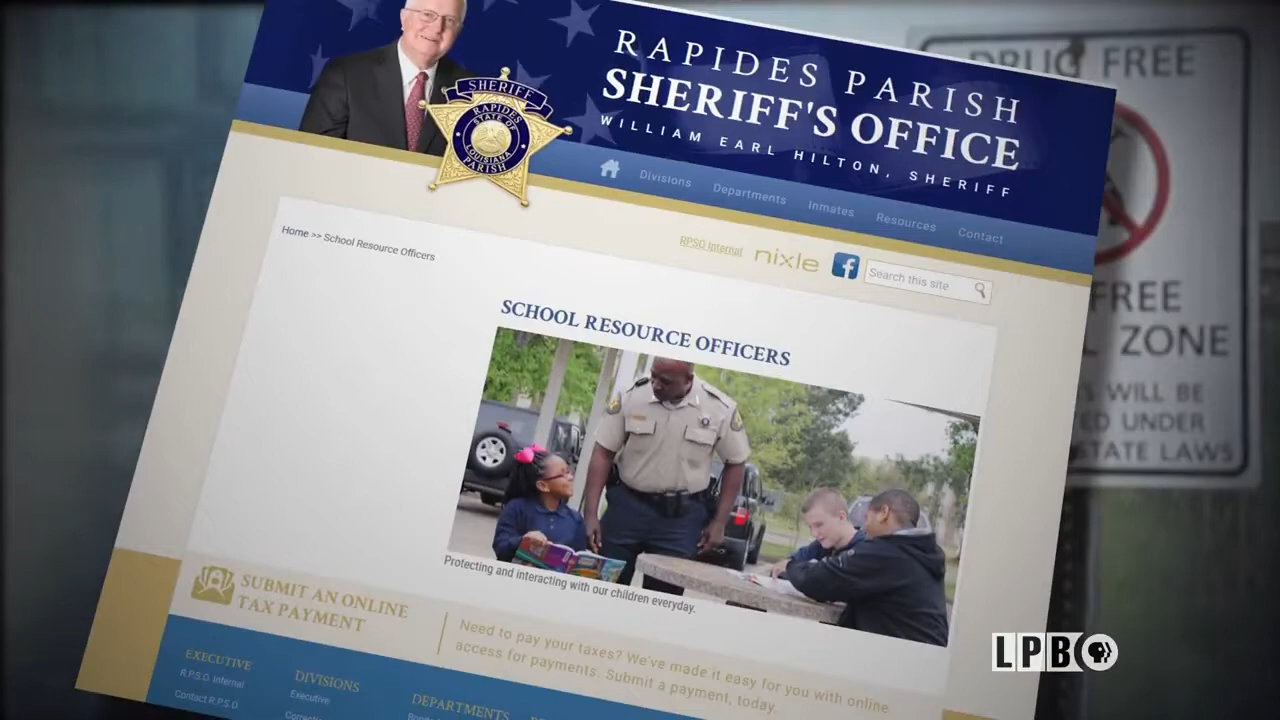 RAPIDES PARISH
SHERIFF'S OFFICE
WILLIAM EARL HILTON, SHERIFF
SHERIFF
RAPIDES
STATE OF
LOUISIANA
PARISH
Divisions Departments Inmates Resources Contact
RPSO Internal nixle Search this site
Home >> School Resource Officers
SCHOOL RESOURCE OFFICERS
Protecting and interacting with our children everyday.
SUBMIT AN ONLINE
TAX PAYMENT
Need to pay your taxes? We've made it easy for you with online
access for payments. Submit a payment, today.
EXECUTIVE
R.P.S.O. Internal
Contact R.P.S.O
DIVISIONS
Executive
DEPARTMENTS
DRUG FREE
FREE
ZONE
WILL BE
UNDER
STATE LAWS
LPB